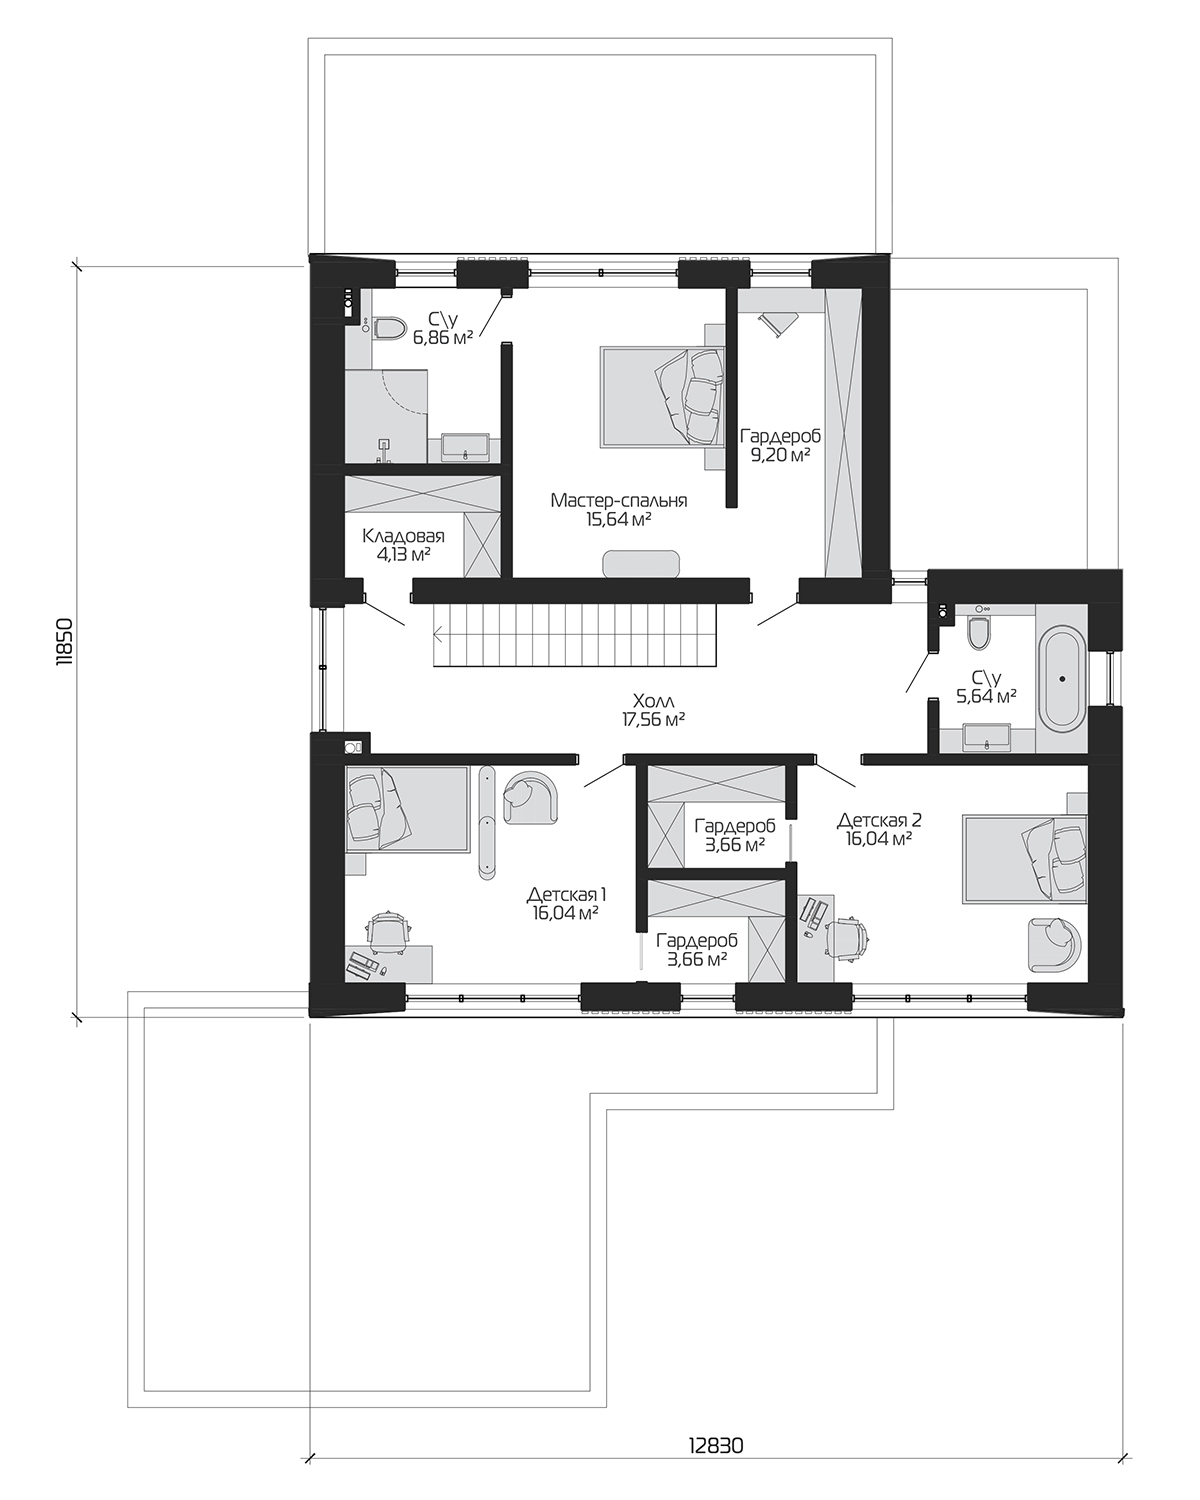 С\у
6,86 м²
Гардероб
9,20 м²
Мастер-спальня
15,64 м²
Кладовая
4,13 м²
11850
С\у
5,64 м²
Холл
17,56 м²
Гардероб
3,66 м²
Детская 2
16,04 м²
Детская 1
16,04 м²
Гардероб
3,66 м²
12830